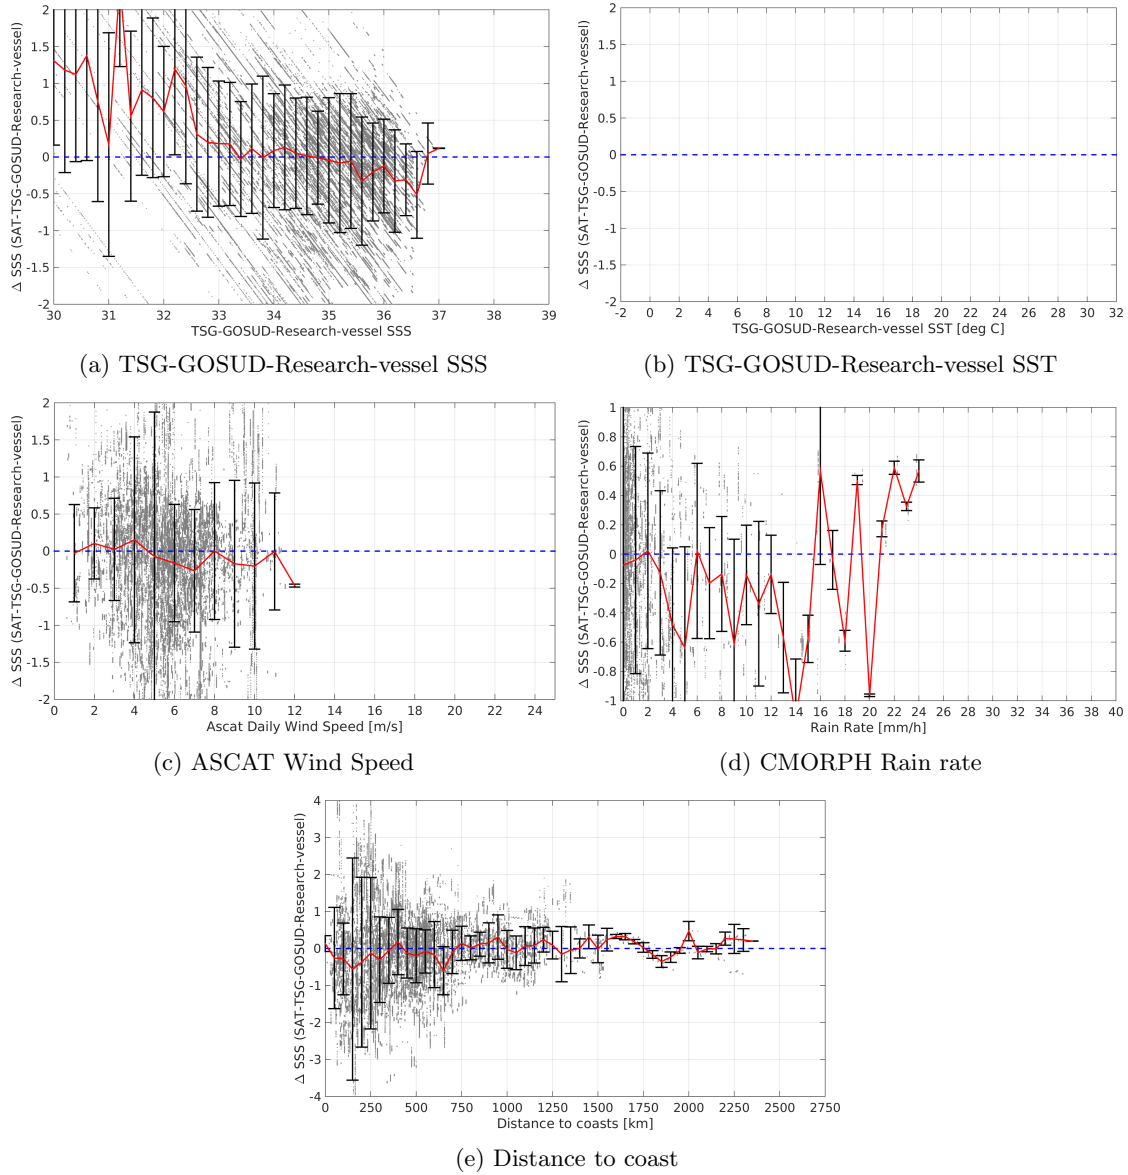 Δ SSS (SAT-TSG-GOSUD-Research-vessel)
2
1.5
1
0.5
0
-0.5
-1
-1.5
-2
30 31 32 33 34 35 36 37 38 39
TSG-GOSUD-Research-vessel SSS
(a) TSG-GOSUD-Research-vessel SSS
Δ SSS (SAT-TSG-GOSUD-Research-vessel)
2
1.5
1
0.5
0
-0.5
-1
-1.5
-2
-2 0 2 4 6 8 10 12 14 16 18 20 22 24 26 28 30 32
TSG-GOSUD-Research-vessel SST [deg C]
(b) TSG-GOSUD-Research-vessel SST
Δ SSS (SAT-TSG-GOSUD-Research-vessel)
2
1.5
1
0.5
0
-0.5
-1
-1.5
-2
0 2 4 6 8 10 12 14 16 18 20 22 24
Ascat Daily Wind Speed [m/s]
(c) ASCAT Wind Speed
Δ SSS (SAT-TSG-GOSUD-Research-vessel)
1
0.8
0.6
0.4
0.2
0
-0.2
-0.4
-0.6
-0.8
-1
0 2 4 6 8 10 12 14 16 18 20 22 24 26 28 30 32 34 36 38 40
Rain Rate [mm/h]
(d) CMORPH Rain rate
Δ SSS (SAT-TSG-GOSUD-Research-vessel)
4
3
2
1
0
-1
-2
-3
-4
0 250 500 750 1000 1250 1500 1750 2000 2250 2500 2750
Distance to coasts [km]
(e) Distance to coast